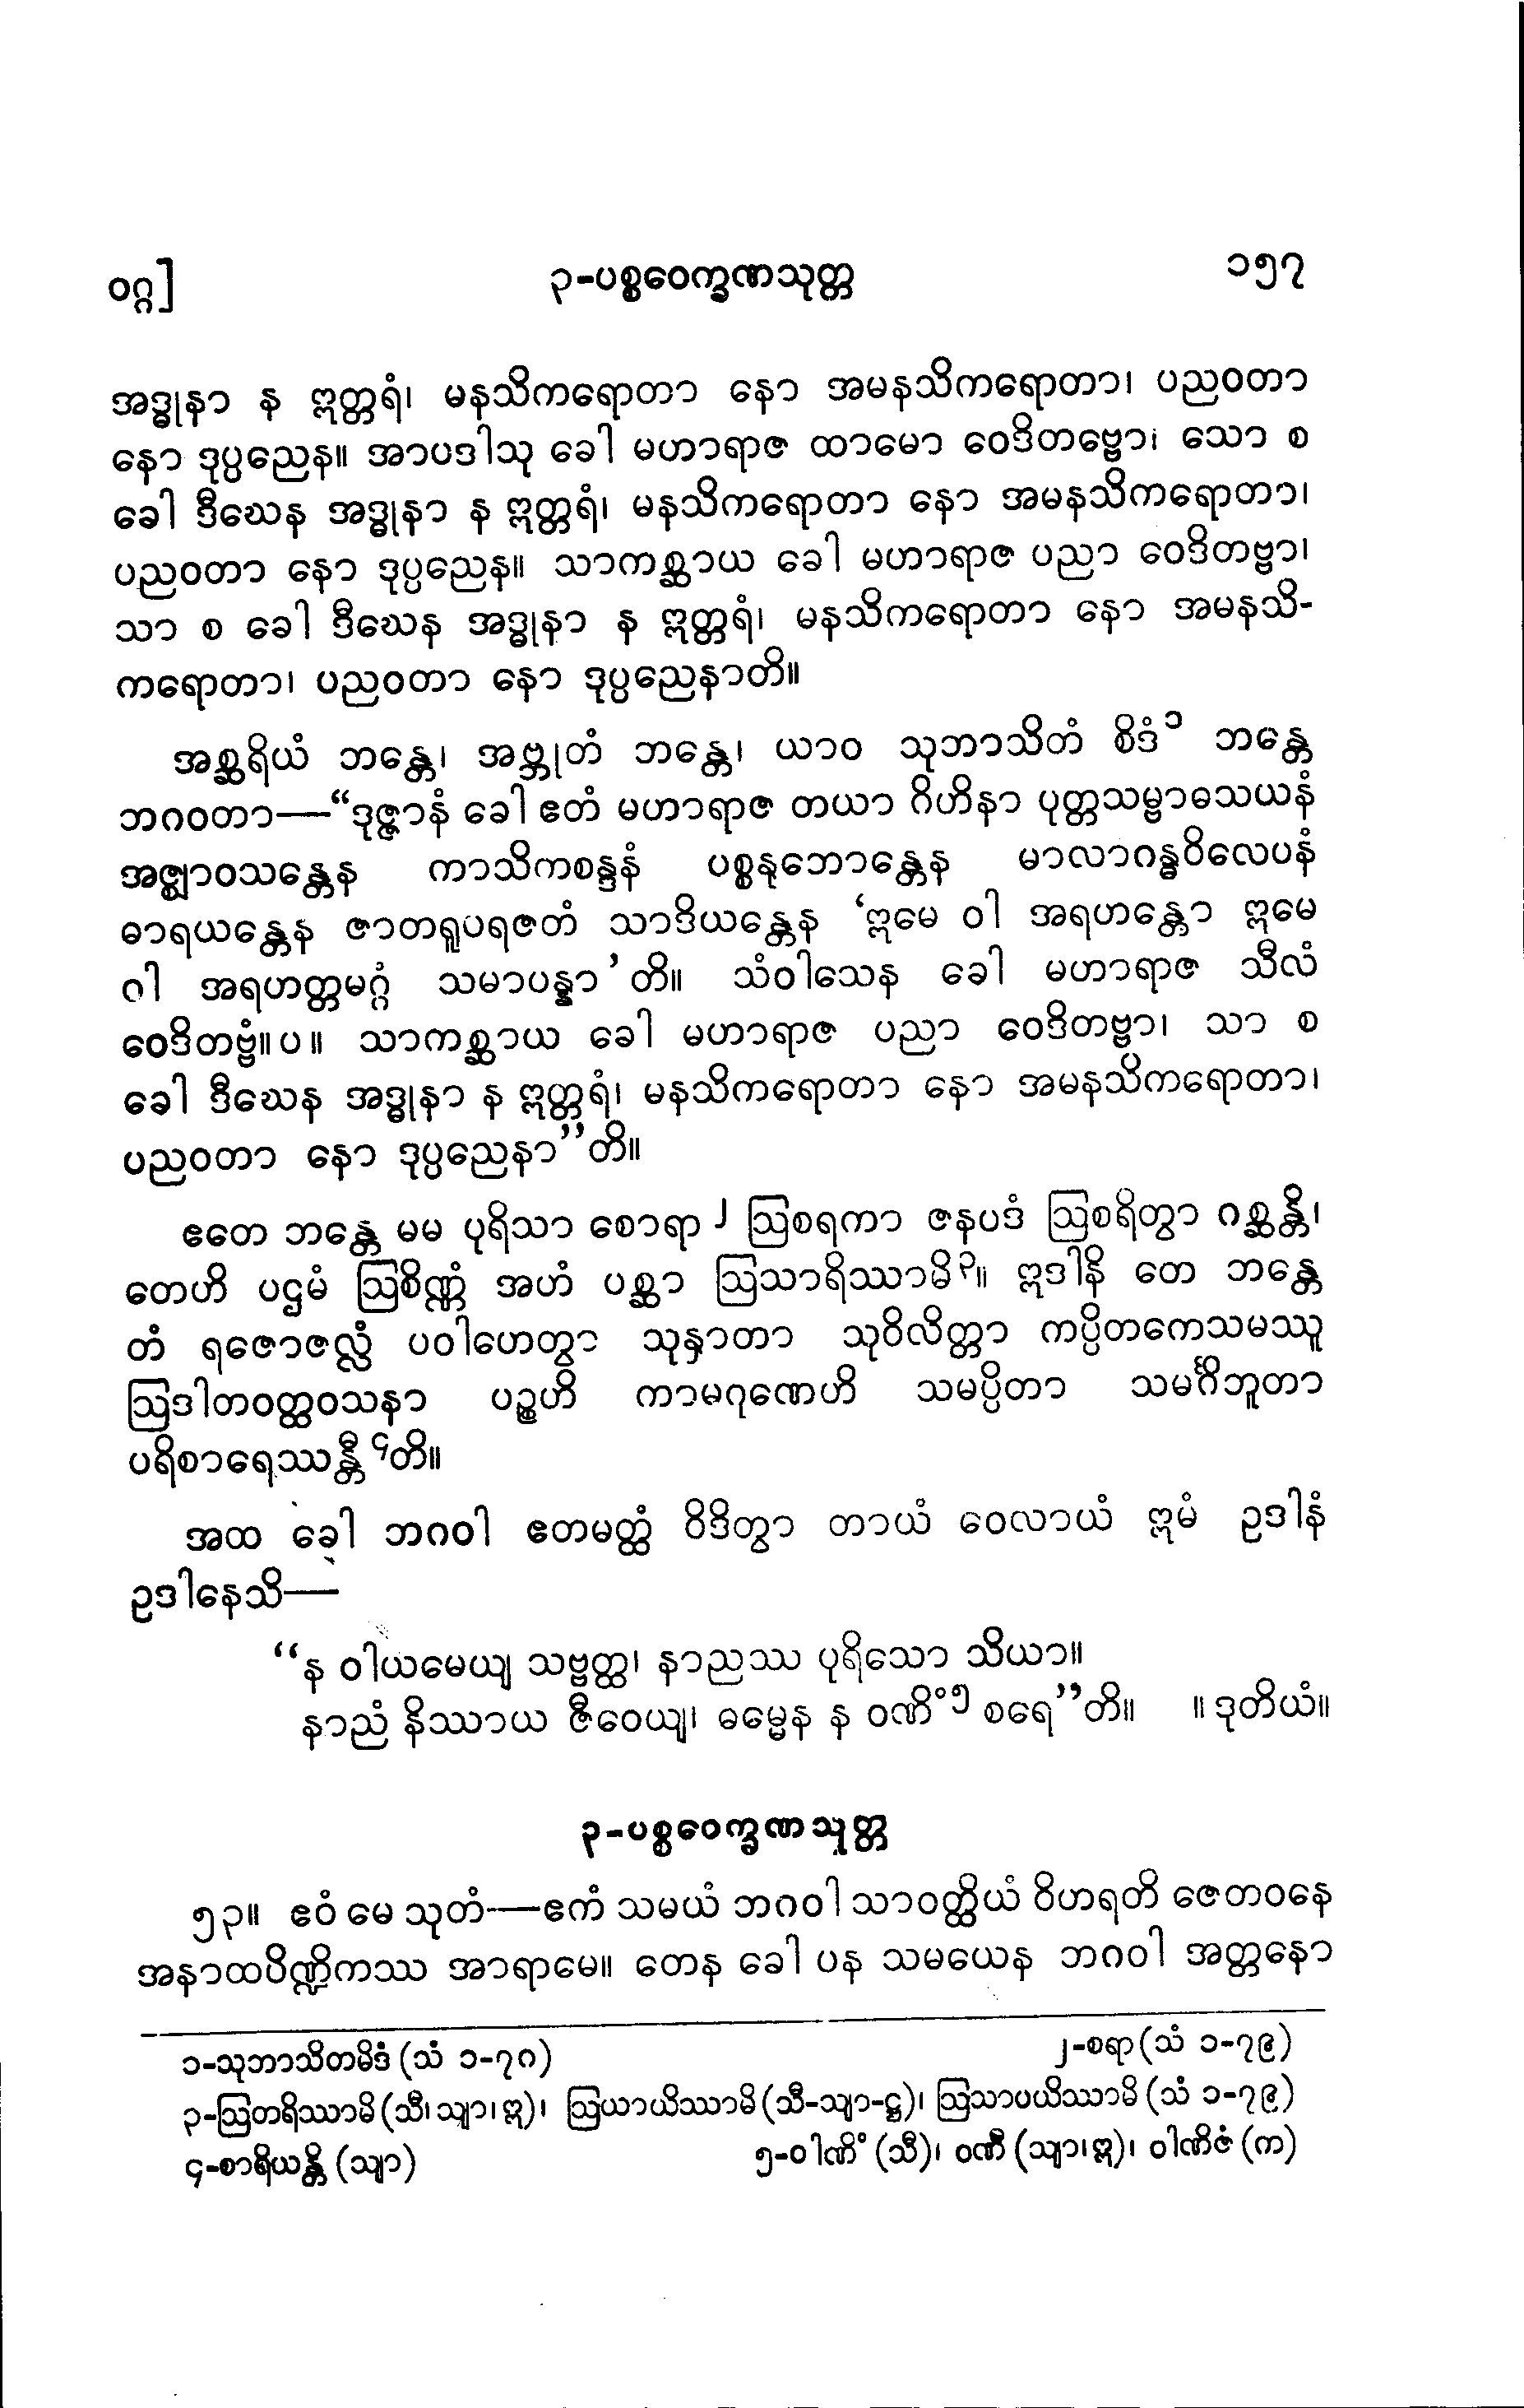 ဝဂ္ဂ] ၃-ပစ္စဝေက္ခဏသုတ္တ ၁၅၇
အဒ္ဓုနာ န ဣတ္တရံ၊ မနသိကရောတာ နော အမနသိကရောတာ၊ ပညဝတာ
နော ဒုပ္ပညေန။ အာပဒါသု ခေါ မဟာရာဇ ထာမော ဝေဒိတဗ္ဗော၊ သော စ
ခေါ ဒီဃေန အဒ္ဓုနာ န ဣတ္တရံ၊ မနသိကရောတာ နော အမနသိကရောတာ၊
ပညဝတာ နော ဒုပ္ပညေန။ သာကစ္ဆာယ ခေါ မဟာရာဇ ပညာ ဝေဒိတဗ္ဗာ၊
သာ စ ခေါ ဒီဃေန အဒ္ဓုနာ န ဣတ္တရံ၊ မနသိကရောတာ နော အမနသိ-
ကရောတာ၊ ပညဝတာ နော ဒုပ္ပညေနာတိ။
အစ္ဆရိယံ ဘန္တေ၊ အဗ္ဘုတံ ဘန္တေ၊ ယာဝ သုဘာသိတံ စိဒံ ၁ ဘန္တေ
ဘဂဝတာ—“ဒုဇ္ဇာနံ ခေါ ဧတံ မဟာရာဇ တယာ ဂိဟိနာ ပုတ္တသမ္ဗာဓသယနံ
အဇ္ဈာဝသန္တေန ကာသိကစန္ဒနံ ပစ္စနုဘောန္တေန မာလာဂန္ဓဝိလေပနံ
ဓာရယန္တေန ဇာတရူပရဇတံ သာဒိယန္တေန ‘ဣမေ ဝါ အရဟန္တော ဣမေ
ဝါ အရဟတ္တမဂ္ဂံ သမာပန္နာ’တိ။ သံဝါသေန ခေါ မဟာရာဇ သီလံ
ဝေဒိတဗ္ဗံ။ပ။ သာကစ္ဆာယ ခေါ မဟာရာဇ ပညာ ဝေဒိတဗ္ဗာ၊ သာ စ
ခေါ ဒီဃေန အဒ္ဓုနာ န ဣတ္တရံ၊ မနသိကရောတာ နော အမနသိကရောတာ၊
ပညဝတာ နော ဒုပ္ပညေနာ”တိ။
ဧတေ ဘန္တေ မမ ပုရိသာ စောရာ ၂ ဩစရကာ ဇနပဒံ ဩစရိတွာ ဂစ္ဆန္တိ၊
တေဟိ ပဌမံ ဩစိဏ္ဏံ အဟံ ပစ္ဆာ ဩသာရိဿာမိ ၃။ ဣဒါနိ တေ ဘန္တေ
တံ ရဇောဇလ္လံ ပဝါဟေတွာ သုနှာတာ သုဝိလိတ္တာ ကပ္ပိတကေသမဿူ
ဩဒါတဝတ္ထဝသနာ ပဉ္စဟိ ကာမဂုဏေဟိ သမပ္ပိတာ သမင်္ဂီဘူတာ
ပရိစာရေဿန္တီ ၄တိ။
အထ ခေါ ဘဂဝါ ဧတမတ္ထံ ဝိဒိတွာ တာယံ ဝေလာယံ ဣမံ ဥဒါနံ
ဥဒါနေသိ—
“န ဝါယမေယျ သဗ္ဗတ္ထ၊ နာညဿ ပုရိသော သိယာ။
နာညံ နိဿာယ ဇီဝေယျ၊ ဓမ္မေန န ဝဏိံ ၅ စရေ”တိ။ ။ဒုတိယံ။
၃-ပစ္စဝေက္ခဏသုတ္တ
၅၃။ ဧဝံ မေ သုတံ—ဧကံ သမယံ ဘဂဝါ သာဝတ္ထိယံ ဝိဟရတိ ဇေတဝနေ
အနာထပိဏ္ဍိကဿ အာရာမေ။ တေန ခေါ ပန သမယေန ဘဂဝါ အတ္တနော
၁-သုဘာသိတမိဒံ (သံ ၁-၇၈) ၂-စရာ (သံ ၁-၇၉)
၃-ဩတရိဿာမိ (သီ၊ သျာ၊ ဣ)၊ ဩယာယိဿာမိ (သီ-သျာ-ဋ္ဌ)၊ ဩသာပယိဿာမိ (သံ ၁-၇၉)
၄-စာရိယန္တိ (သျာ) ၅-ဝါဏိံ (သီ)၊ ဝဏီ (သျာ၊ ဣ)၊ ဝါဏိဇံ (က)